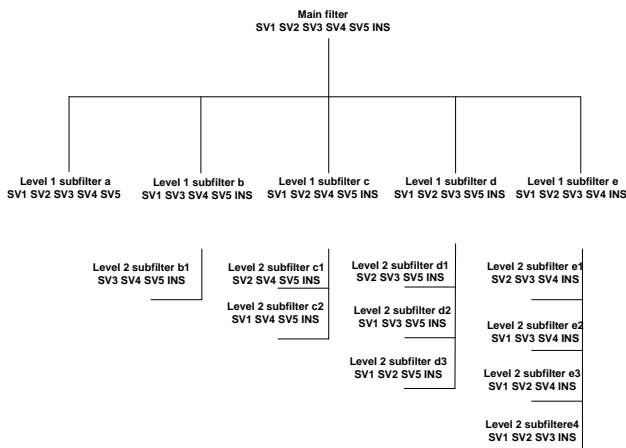 Main filter
SV1 SV2 SV3 SV4 SV5 INS
Level 1 subfilter a
SV1 SV2 SV3 SV4 SV5
Level 1 subfilter b
SV1 SV3 SV4 SV5 INS
Level 1 subfilter c
SV1 SV2 SV4 SV5 INS
Level 1 subfilter d
SV1 SV2 SV3 SV5 INS
Level 1 subfilter e
SV1 SV2 SV3 SV4 INS
Level 2 subfilter b1
SV3 SV4 SV5 INS
Level 2 subfilter c1
SV2 SV4 SV5 INS
Level 2 subfilter c2
SV1 SV4 SV5 INS
Level 2 subfilter d1
SV2 SV3 SV5 INS
Level 2 subfilter d2
SV1 SV3 SV5 INS
Level 2 subfilter d3
SV1 SV2 SV5 INS
Level 2 subfilter e1
SV2 SV3 SV4 INS
Level 2 subfilter e2
SV1 SV3 SV4 INS
Level 2 subfilter e3
SV1 SV2 SV4 INS
Level 2 subfiltere4
SV1 SV2 SV3 INS